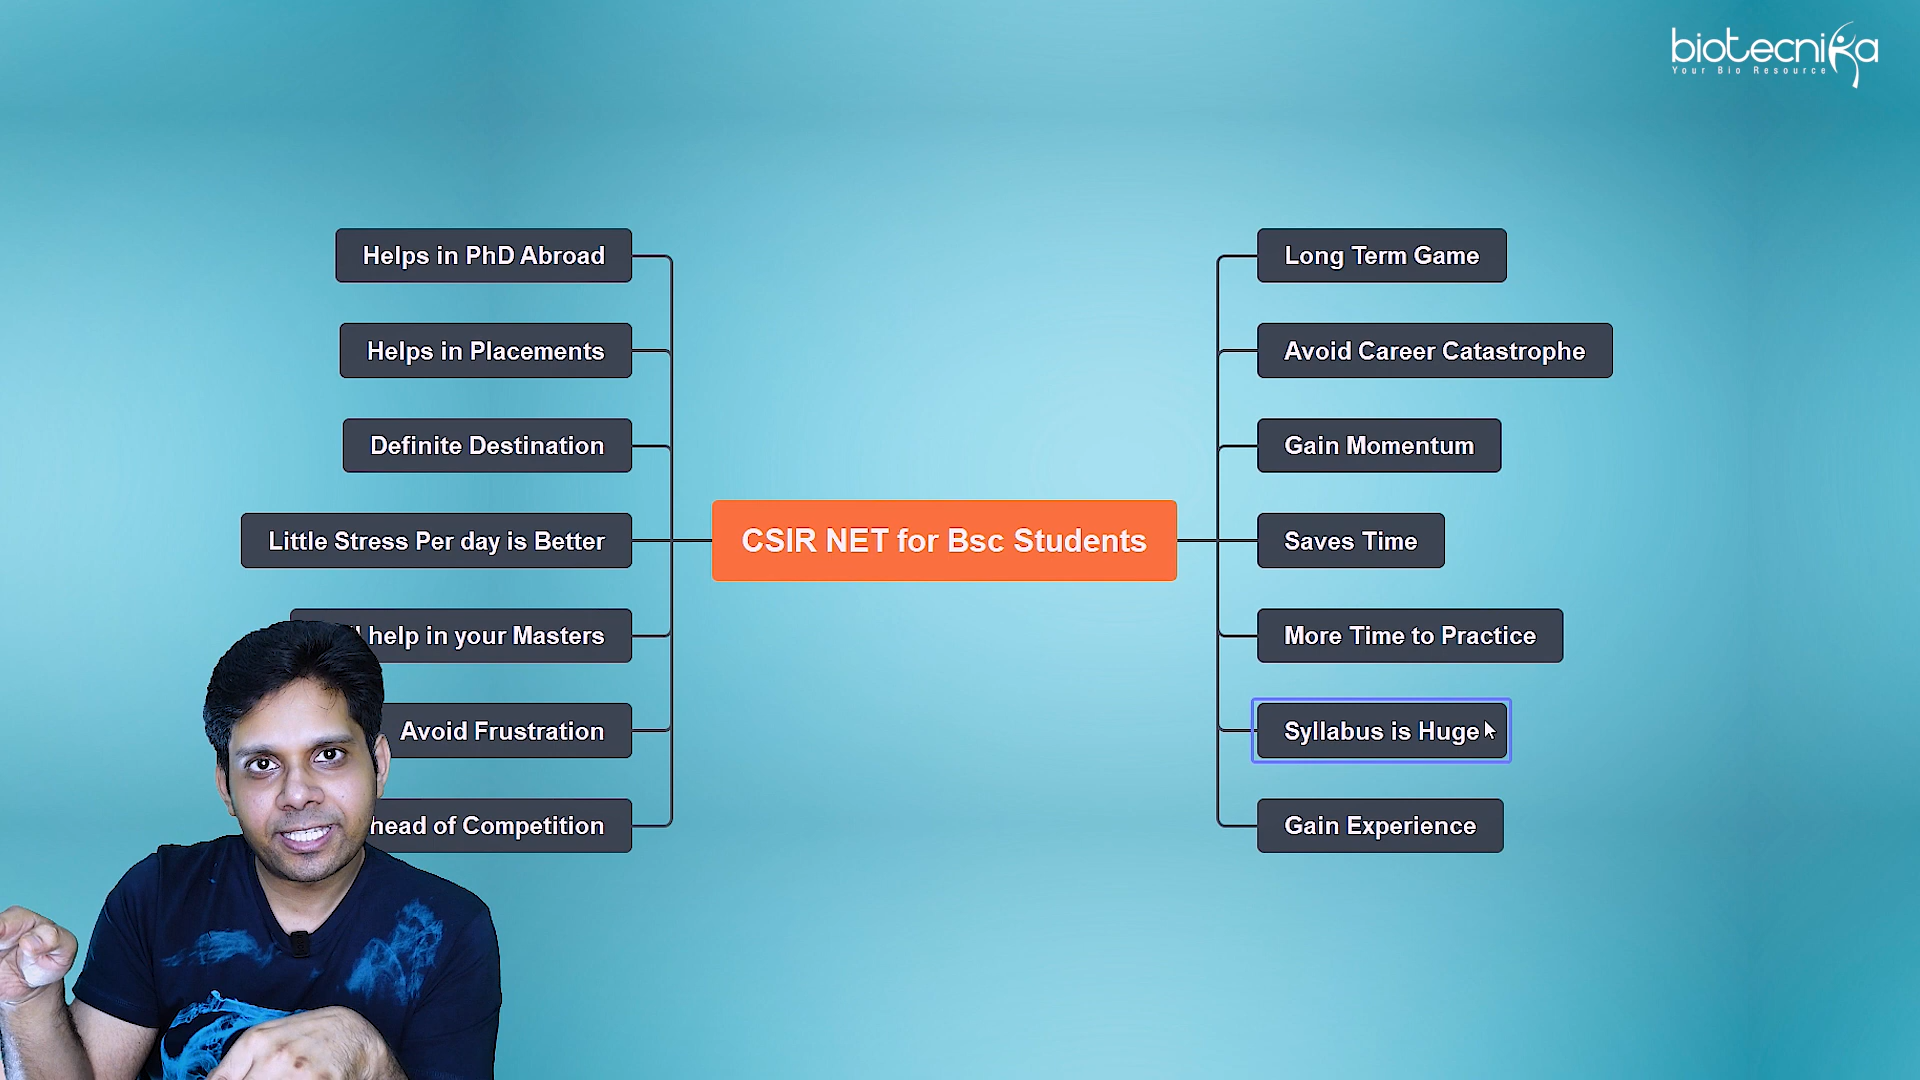 biotecnika
Your Bio Resource
Helps in PhD Abroad
Helps in Placements
Definite Destination
Little Stress Per day is Better
help in your Masters
Avoid Frustration
of Competition
CSIR NET for Bsc Students
Long Term Game
Avoid Career Catastrophe
Gain Momentum
Saves Time
More Time to Practice
Syllabus is Huge
Gain Experience